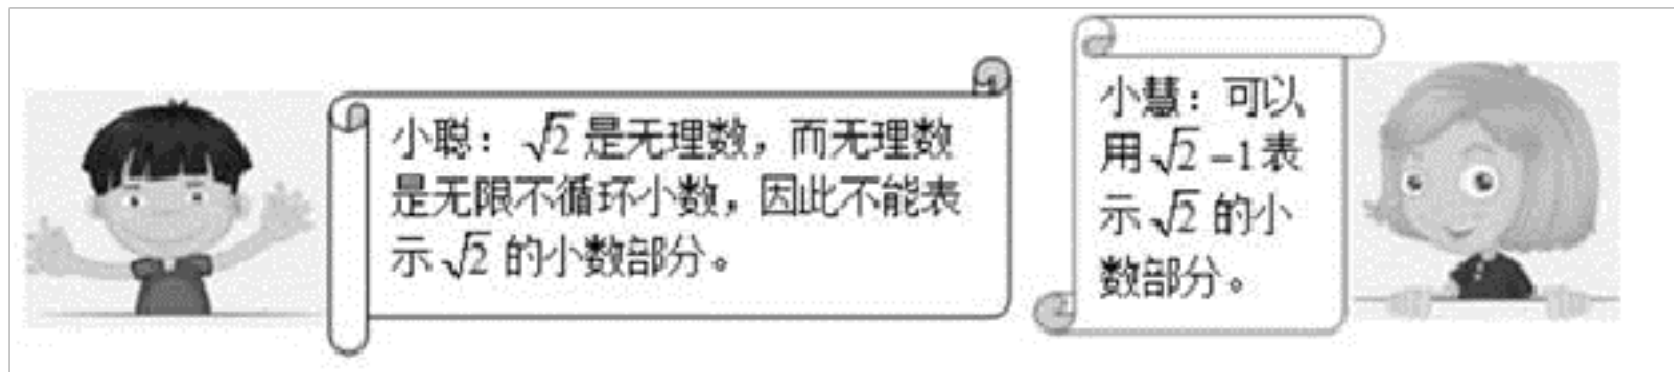 小聪：√2 是无理数，而无理数
是无限不循环小数，因此不能表
示√2 的小数部分。
小慧：可以
用√2 −1表
示√2 的小
数部分。